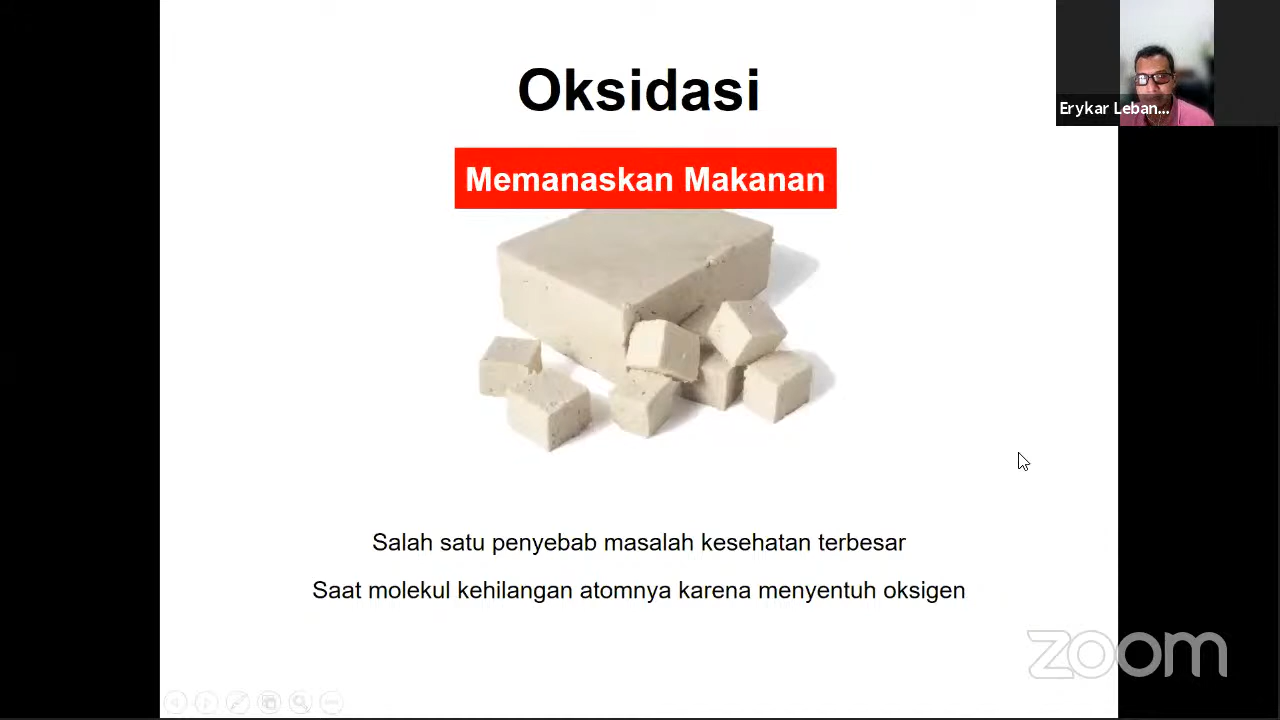 Oksidasi
Erykar Leban...
Memanaskan Makanan
Salah satu penyebab masalah kesehatan terbesar
Saat molekul kehilangan atomnya karena menyentuh oksigen
zoom